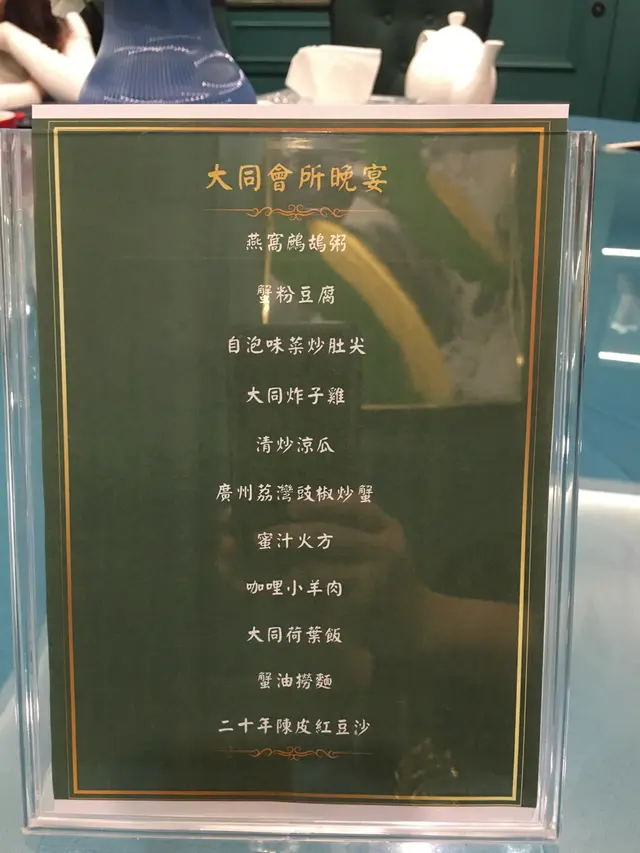 大同會所晚宴
燕窩鷓鴣粥
蟹粉豆腐
自泡味菜炒肚尖
大同炸子雞
清炒涼瓜
廣州荔灣豉椒炒蟹
蜜汁火方
咖哩小羊肉
大同荷葉飯
蟹油撈麵
二十年陳皮紅豆沙